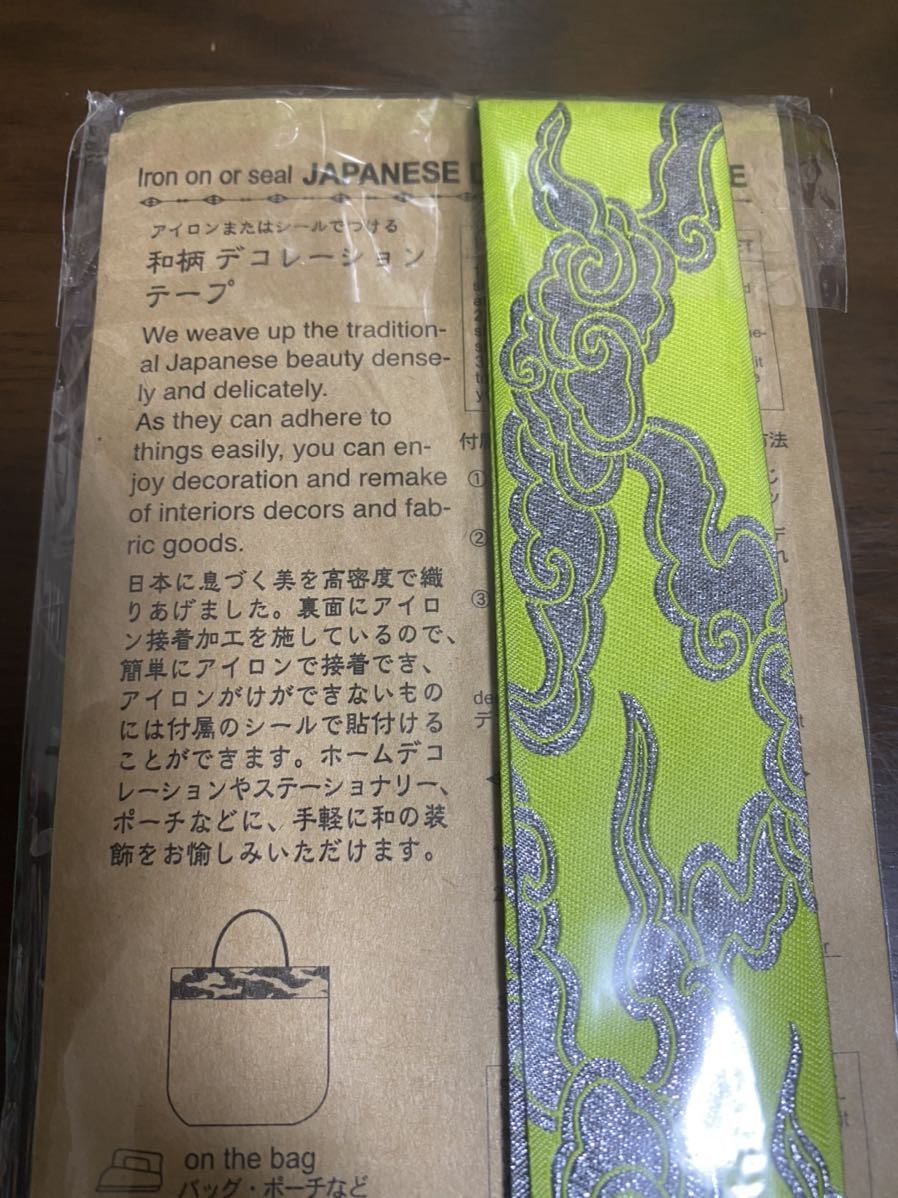 Iron on or seal JAPANESE
アイロンまたはシールでつける
和柄 デコレーション
テープ
We weave up the tradition-
al Japanese beauty dense-
ly and delicately.
As they can adhere to
things easily, you can en-
joy decoration and remake
of interiors decors and fab-
ric goods.
日本に息づく美を高密度で織
りあげました。裏面にアイロ
ン接着加工を施しているので、
簡単にアイロンで接着でき、
アイロンがけができないもの
には付属のシールで貼付ける
ことができます。ホームデコ
レーションやステーショナリー、
ポーチなどに、手軽に和の装
飾をお愉しみいただけます。
on the bag
バッグ・ポーチなど
付
①
②
③